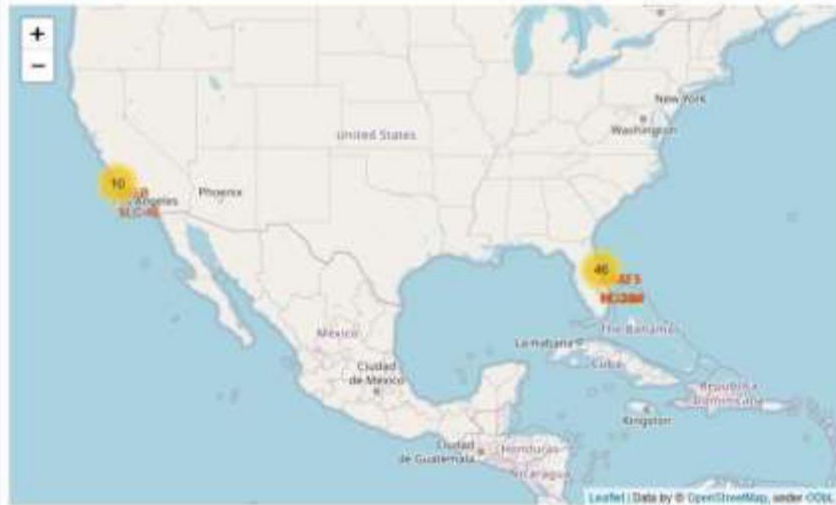 +
−
New York
Washington
United States
10
Phoenix
Angeles
46
México
The Bahamas
La Habana
Cuba
Ciudad
de México
República
Dominicana
Kingston
Ciudad
de Guatemala
Honduras
Nicaragua
Leaflet | Data by © OpenStreetMap, under ODbL.